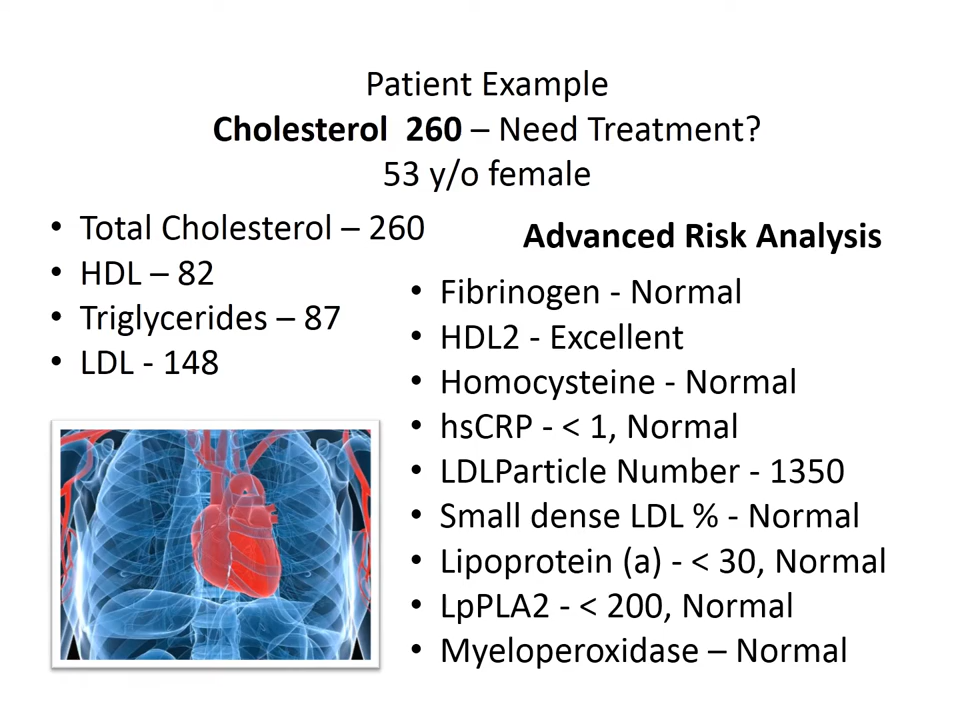 Patient Example
Cholesterol  260 – Need Treatment?
53 y/o female
• Total Cholesterol – 260
• HDL – 82
• Triglycerides – 87
• LDL - 148
Advanced Risk Analysis
• Fibrinogen - Normal
• HDL2 - Excellent
• Homocysteine - Normal
• hsCRP - < 1, Normal
• LDLParticle Number - 1350
• Small dense LDL % - Normal
• Lipoprotein (a) - < 30, Normal
• LpPLA2 - < 200, Normal
• Myeloperoxidase – Normal